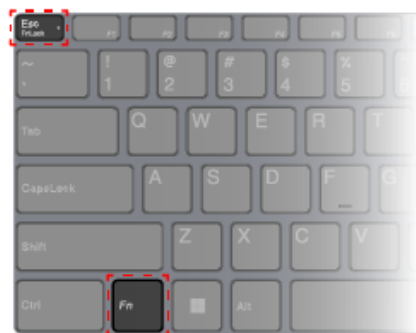 Esc
FnLock
F1 F2 F3 F4 F5
~ ! @ # $ %
` 1 2 3 4 5
Tab Q W E R T
CapsLock A S D F G
Shift Z X C V
Ctrl Fn Alt